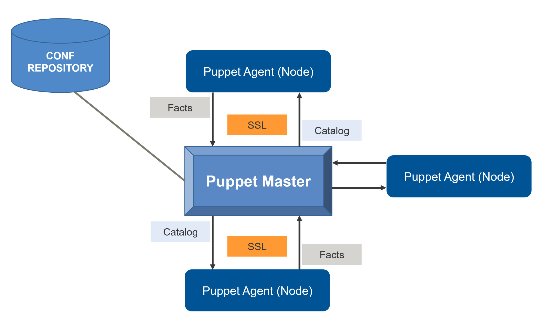 CONF
REPOSITORY
Puppet Agent (Node)
Facts
SSL
Catalog
Puppet Master
Puppet Agent (Node)
Catalog
SSL
Facts
Puppet Agent (Node)